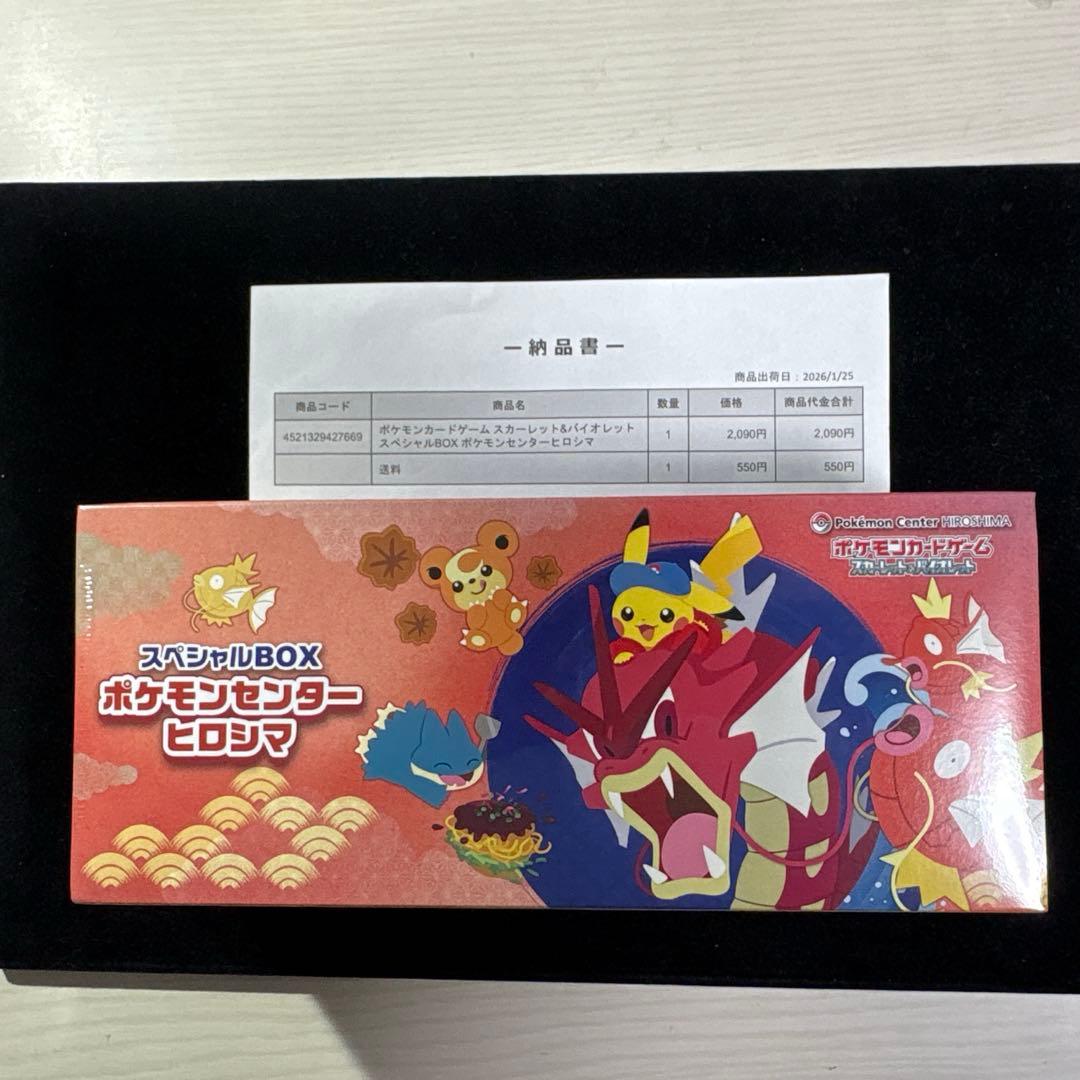 ー納品書ー
商品出荷日：2026/1/25
商品コード 商品名 数量 価格 商品代金合計
4521329427669 ポケモンカードゲーム スカーレット&バイオレット スペシャルBOX ポケモンセンターヒロシマ 1 2,090円 2,090円
送料 1 550円 550円
Pokémon Center HIROSHIMA
ポケモンカードゲーム
スカーレット&バイオレット
スペシャルBOX
ポケモンセンター
ヒロシマ